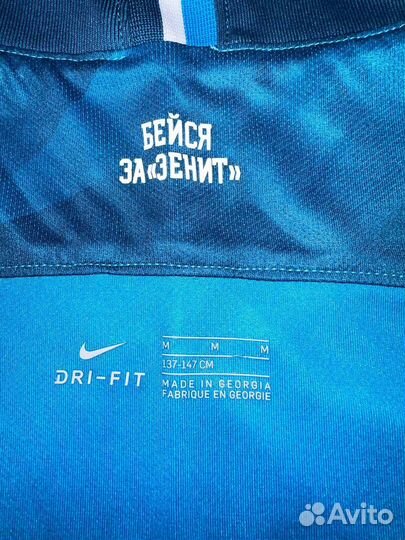 БЕЙСЯ
ЗА «ЗЕНИТ»
DRI-FIT
M M M
137-147 CM
MADE IN GEORGIA
FABRIQUE EN GEORGIE
Avito